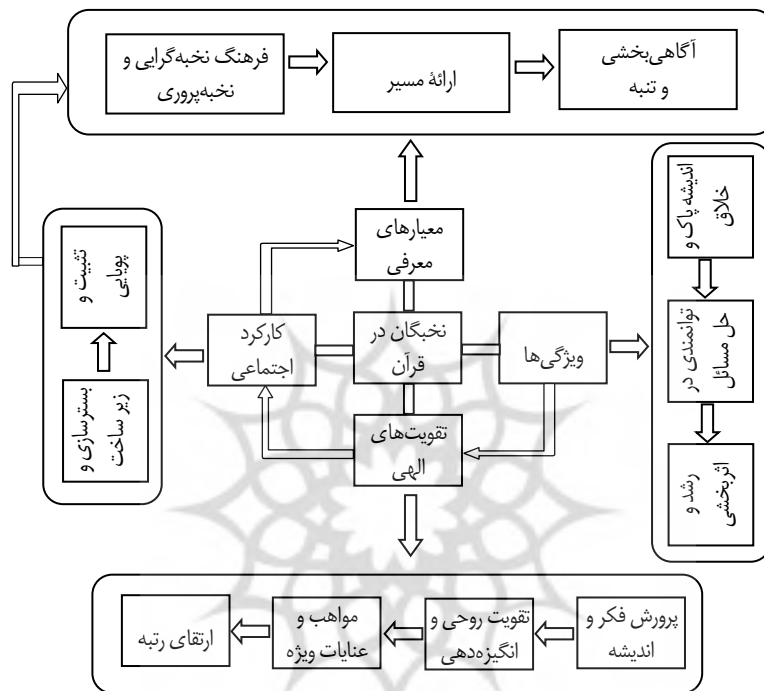 آگاهی‌بخشی
و تنبه
ارائهٔ مسیر
فرهنگ نخبه‌گرایی و
نخبه‌پروری
معیارهای
معرفی
نخبگان در
قرآن
ویژگی‌ها
کارکرد
اجتماعی
تقویت‌های
الهی
اندیشه پاک و
خلاق
توانمندی در
حل مسائل
رشد و
اثربخشی
تثبیت و
پویایی
بسترسازی و
زیر ساخت
پرورش فکر و
اندیشه
تقویت روحی و
انگیزه‌دهی
مواهب و
عنایات ویژه
ارتقای رتبه